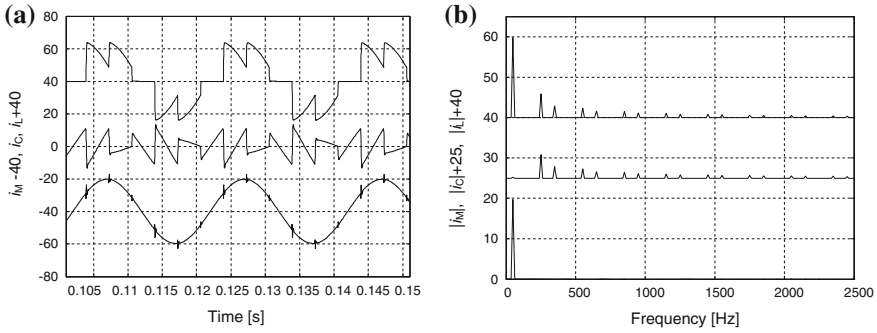 (a)
80
60
40
20
0
-20
-40
-60
-80
iM -40, iC, iL+40
0.105 0.11 0.115 0.12 0.125 0.13 0.135 0.14 0.145 0.15
Time [s]
(b)
60
50
40
30
20
10
0
|iM|, |iC|+25, |iL|+40
0 500 1000 1500 2000 2500
Frequency [Hz]